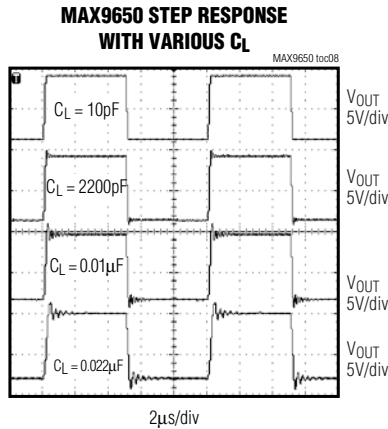 MAX9650 STEP RESPONSE
WITH VARIOUS CL
MAX9650 toc08
CL = 10pF
VOUT
5V/div
CL = 2200pF
VOUT
5V/div
CL = 0.01µF
VOUT
5V/div
CL = 0.022µF
VOUT
5V/div
2µs/div